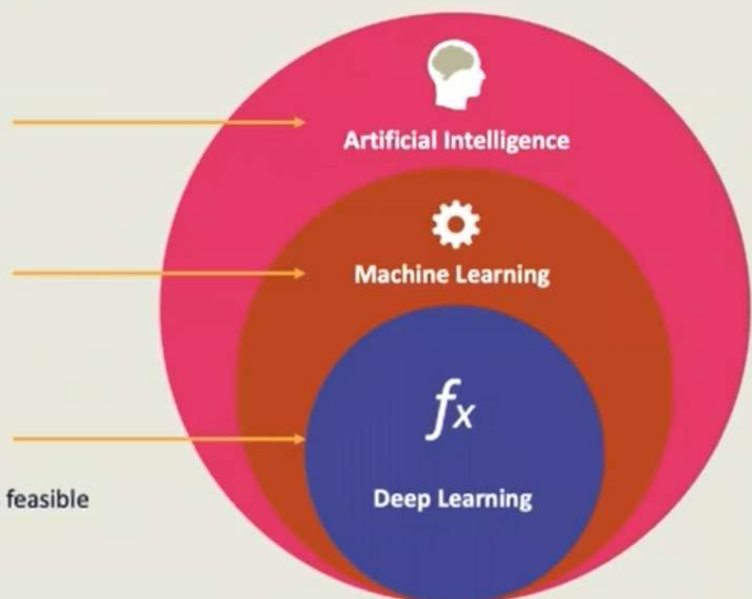 Artificial Intelligence
Machine Learning
fx
feasible
Deep Learning